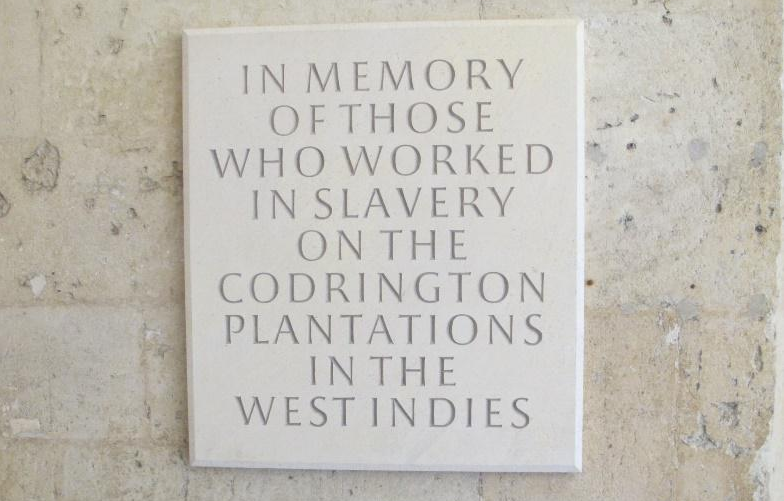 IN MEMORY
OF THOSE
WHO WORKED
IN SLAVERY
ON THE
CODRINGTON
PLANTATIONS
IN THE
WEST INDIES